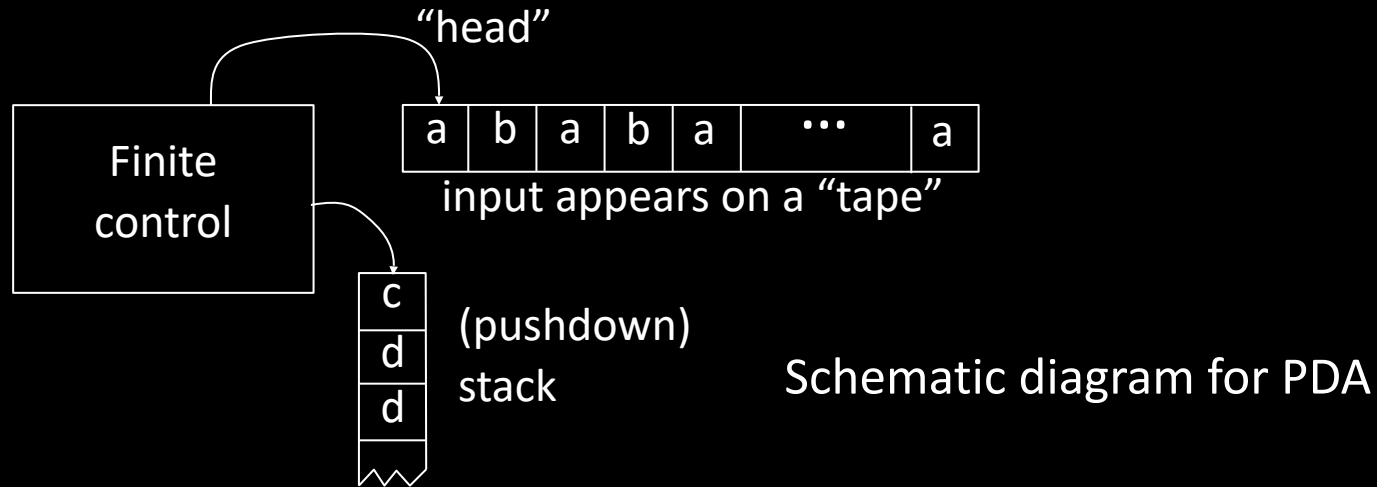 “head”
a b a b a ... a
input appears on a “tape”
Finite
control
c
d
d
(pushdown)
stack
Schematic diagram for PDA